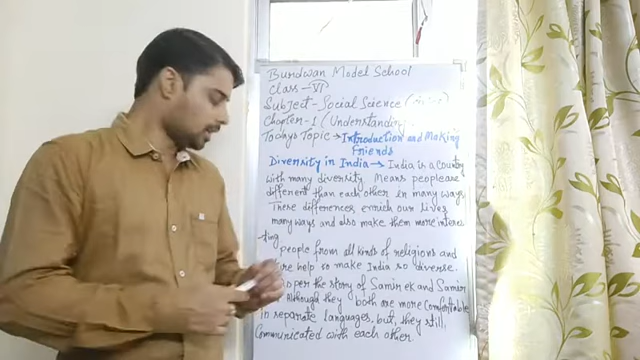 Burdwan Model School
Class - VI
Subject - Social Science
Chapter - 1 (Understanding
Todays Topic → Introduction and Making
Friends
Diversity in India → India is a Country
with many diversity. Means people are
different than each other in many ways
These differences, enrich our lives
many ways and also make them more interes
ting
people from all kinds of religions and
help so make India so diverse.
per the story of Samir ek and Samir
Although they both are more comfortable
in separate languages. but, they still,
Communicated with each other.